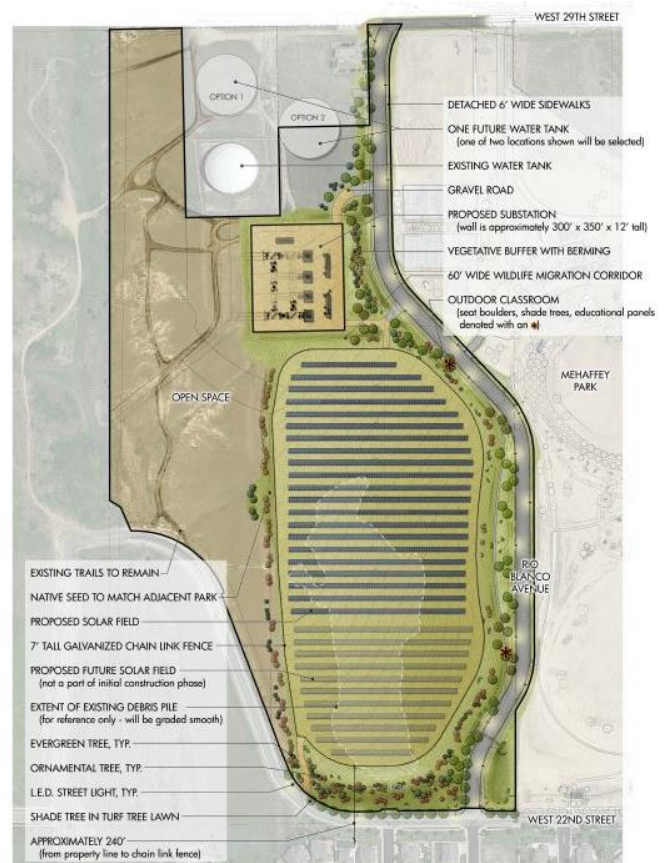 WEST 29TH STREET
OPTION 1
OPTION 2
DETACHED 6' WIDE SIDEWALKS
ONE FUTURE WATER TANK
(one of two locations shown will be selected)
EXISTING WATER TANK
GRAVEL ROAD
PROPOSED SUBSTATION
(wall is approximately 300' x 350' x 12' tall)
VEGETATIVE BUFFER WITH BERMING
60' WIDE WILDLIFE MIGRATION CORRIDOR
OUTDOOR CLASSROOM
(seat boulders, shade trees, educational panels
denoted with an *)
MEHAFFEY
PARK
OPEN SPACE
RIO
BLANCO
AVENUE
EXISTING TRAILS TO REMAIN
NATIVE SEED TO MATCH ADJACENT PARK
PROPOSED SOLAR FIELD
7' TALL GALVANIZED CHAIN LINK FENCE
PROPOSED FUTURE SOLAR FIELD
(not a part of initial construction phase)
EXTENT OF EXISTING DEBRIS PILE
(for reference only - will be graded smooth)
EVERGREEN TREE, TYP.
ORNAMENTAL TREE, TYP.
L.E.D. STREET LIGHT, TYP.
SHADE TREE IN TURF TREE LAWN
APPROXIMATELY 240'
(from property line to chain link fence)
WEST 22ND STREET